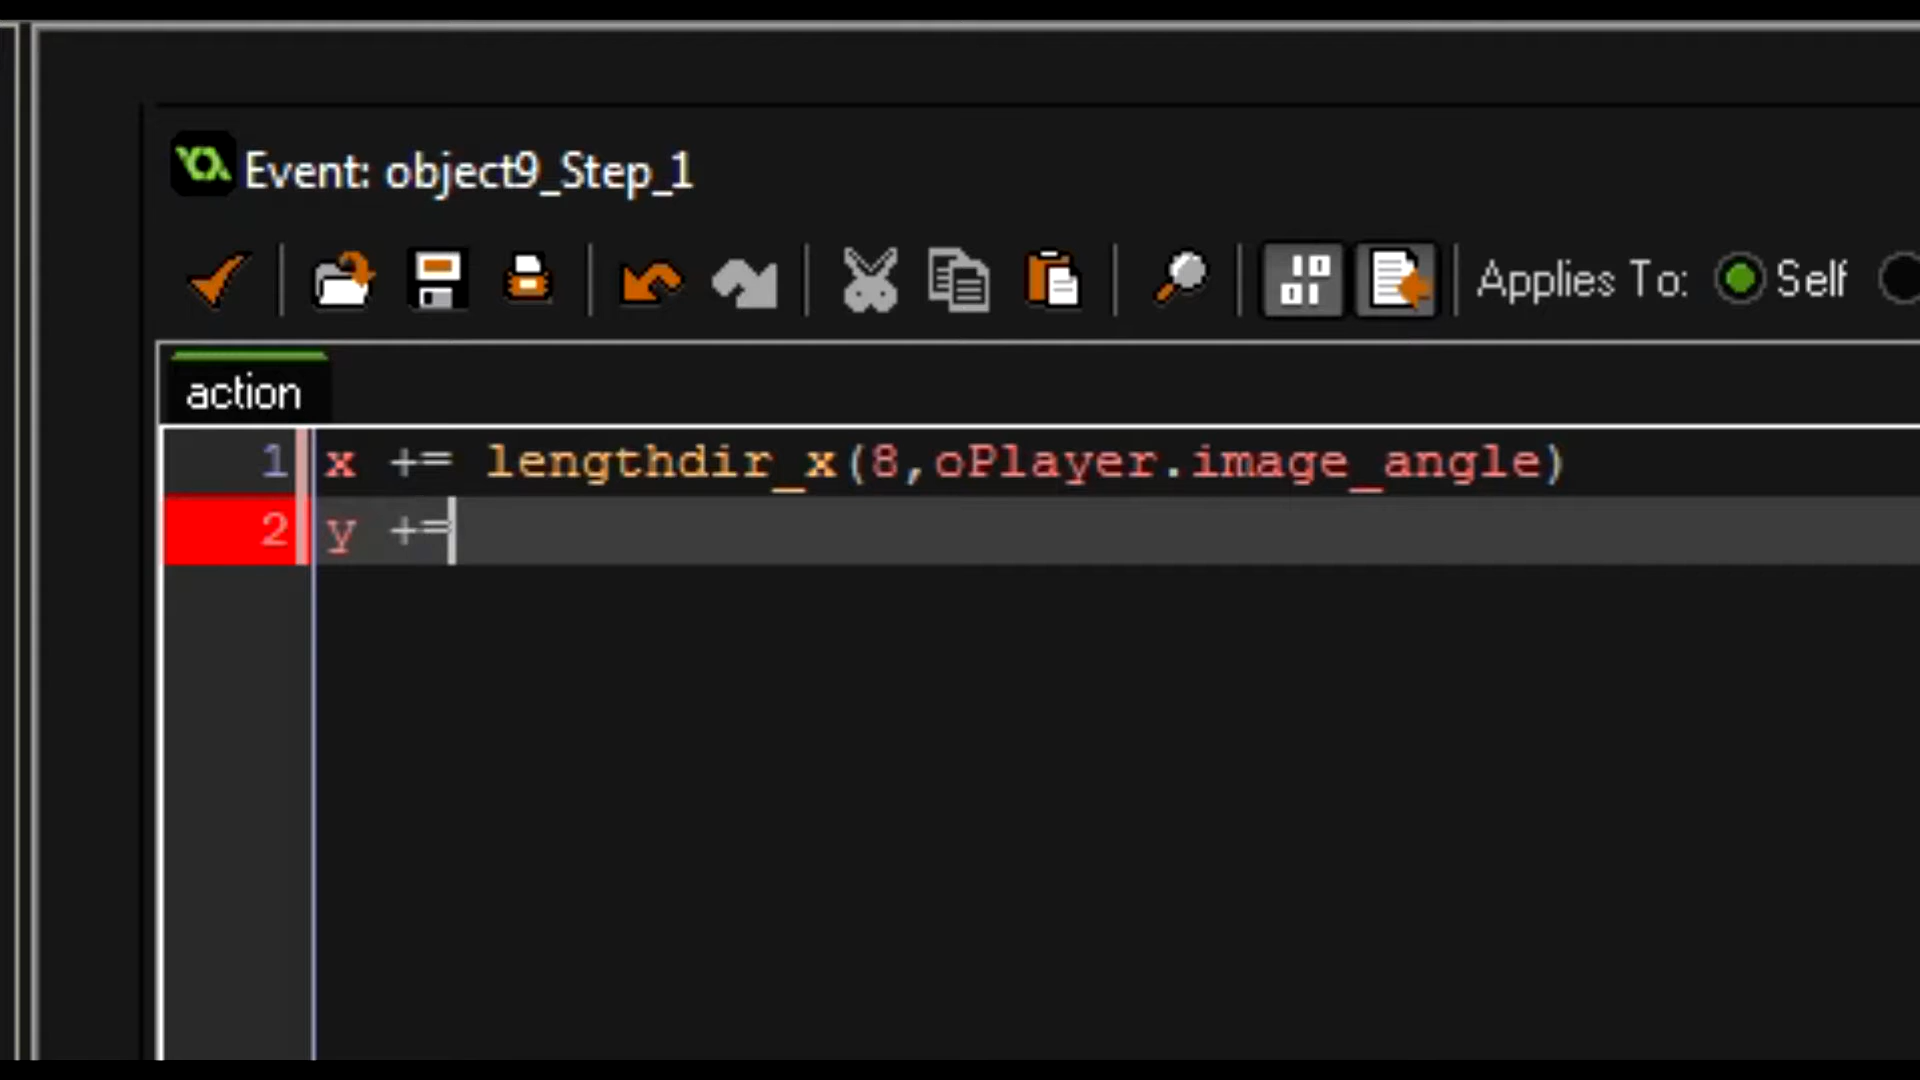 Event: object9_Step_1
Applies To: Self
action
1 x += lengthdir_x(8,oPlayer.image_angle)
2 y +=